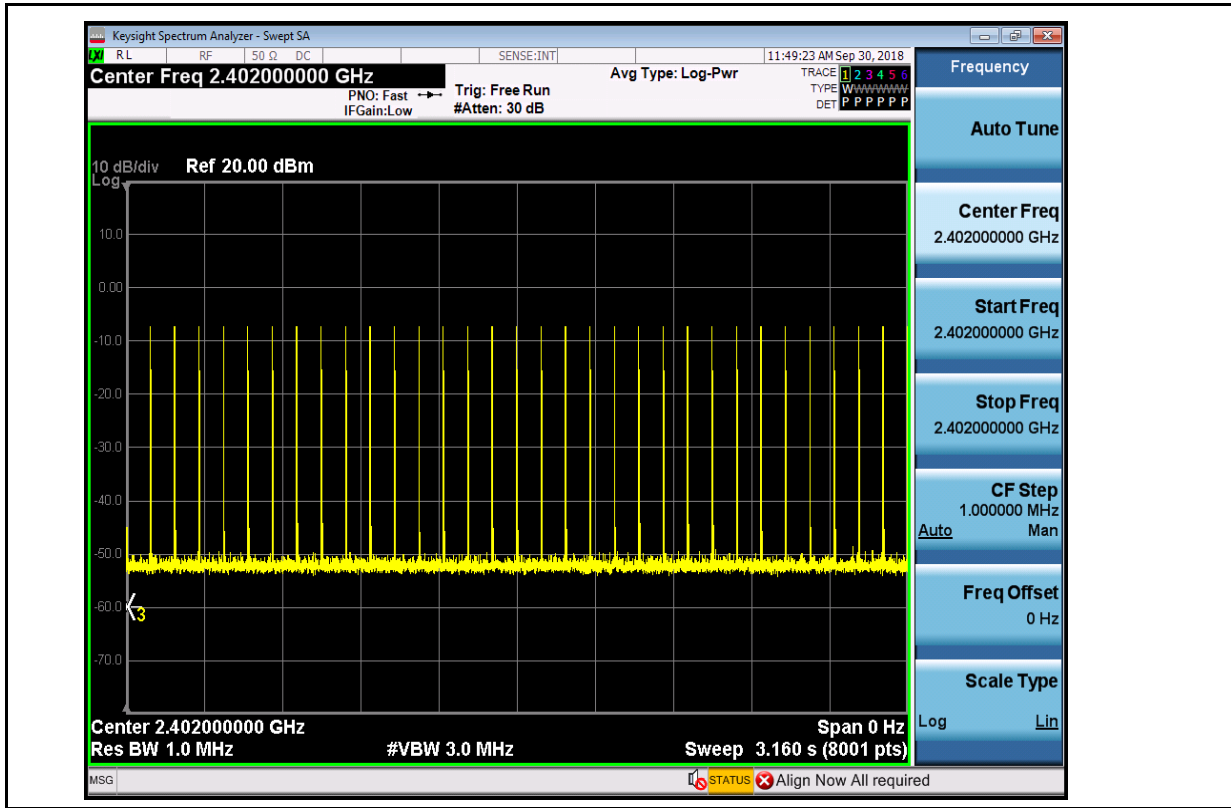 Keysight Spectrum Analyzer - Swept SA
LXI RL RF 50 Ω DC SENSE:INT 11:49:23 AM Sep 30, 2018
Center Freq 2.402000000 GHz
PNO: Fast
IFGain:Low
Trig: Free Run
#Atten: 30 dB
Avg Type: Log-Pwr
TRACE 1 2 3 4 5 6
TYPE WWWWWW
DET P P P P P P
10 dB/div Ref 20.00 dBm
Log
10.0
0.00
-10.0
-20.0
-30.0
-40.0
-50.0
-60.0
3
-70.0
Center 2.402000000 GHz Span 0 Hz
Res BW 1.0 MHz #VBW 3.0 MHz Sweep 3.160 s (8001 pts)
MSG STATUS Align Now All required
Frequency
Auto Tune
Center Freq
2.402000000 GHz
Start Freq
2.402000000 GHz
Stop Freq
2.402000000 GHz
CF Step
1.000000 MHz
Auto Man
Freq Offset
0 Hz
Scale Type
Log Lin